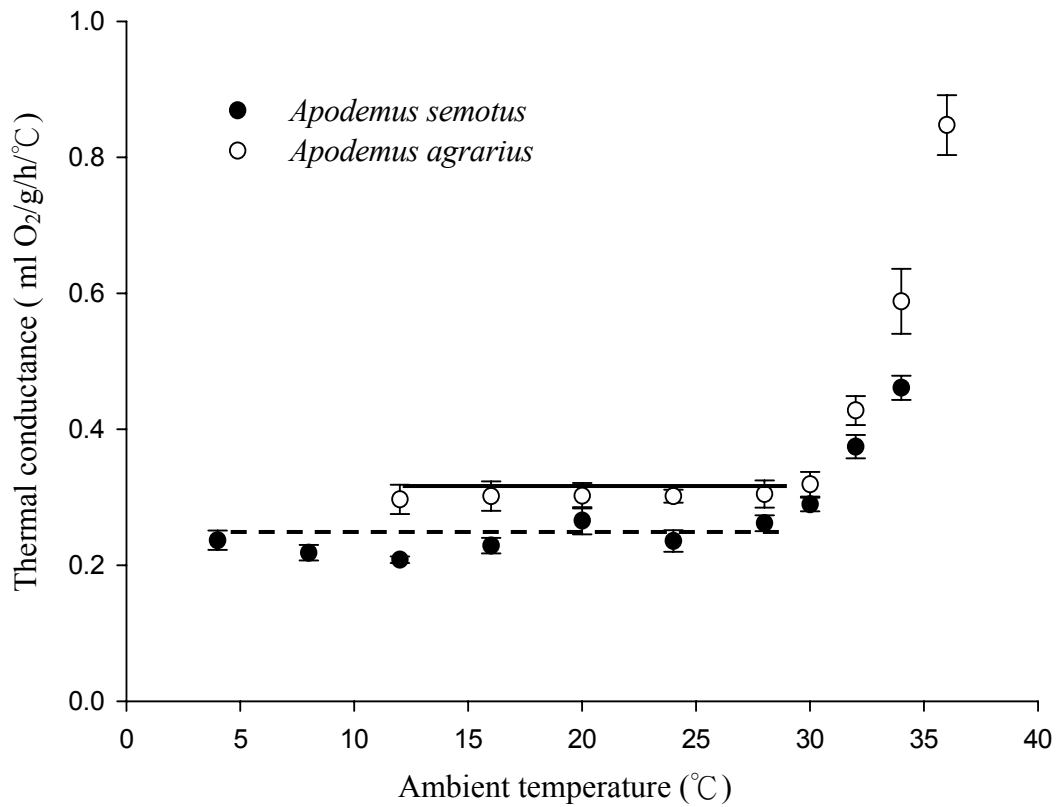 1.0
0.8
0.6
0.4
0.2
0.0
Thermal conductance ( ml O₂/g/h/℃)
Apodemus semotus
Apodemus agrarius
0 5 10 15 20 25 30 35 40
Ambient temperature (℃)